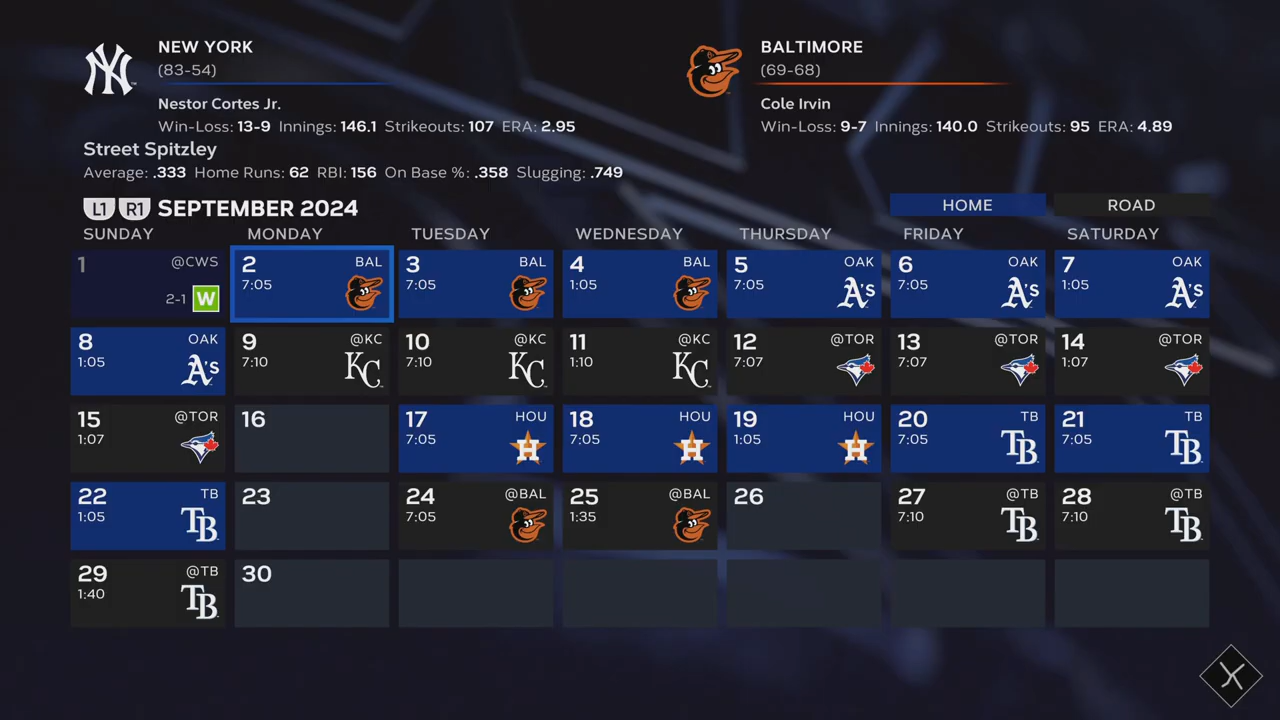 NEW YORK
(83-54)
Nestor Cortes Jr.
Win-Loss: 13-9 Innings: 146.1 Strikeouts: 107 ERA: 2.95
BALTIMORE
(69-68)
Cole Irvin
Win-Loss: 9-7 Innings: 140.0 Strikeouts: 95 ERA: 4.89
Street Spitzley
Average: .333 Home Runs: 62 RBI: 156 On Base %: .358 Slugging: .749
L1 R1 SEPTEMBER 2024
HOME ROAD
SUNDAY MONDAY TUESDAY WEDNESDAY THURSDAY FRIDAY SATURDAY
1 @CWS 2 BAL 3 BAL 4 BAL 5 OAK 6 OAK 7 OAK
2-1 W 7:05 7:05 1:05 7:05 A's 7:05 A's 1:05 A's
8 OAK 9 @KC 10 @KC 11 @KC 12 @TOR 13 @TOR 14 @TOR
1:05 A's 7:10 KC 7:10 KC 1:10 KC 7:07 7:07 1:07
15 @TOR 16 17 HOU 18 HOU 19 HOU 20 TB 21 TB
1:07 7:05 H 7:05 H 1:05 H 7:05 TB 7:05 TB
22 TB 23 24 @BAL 25 @BAL 26 27 @TB 28 @TB
1:05 TB 7:05 1:35 7:10 TB 7:10 TB
29 @TB 30
1:40 TB